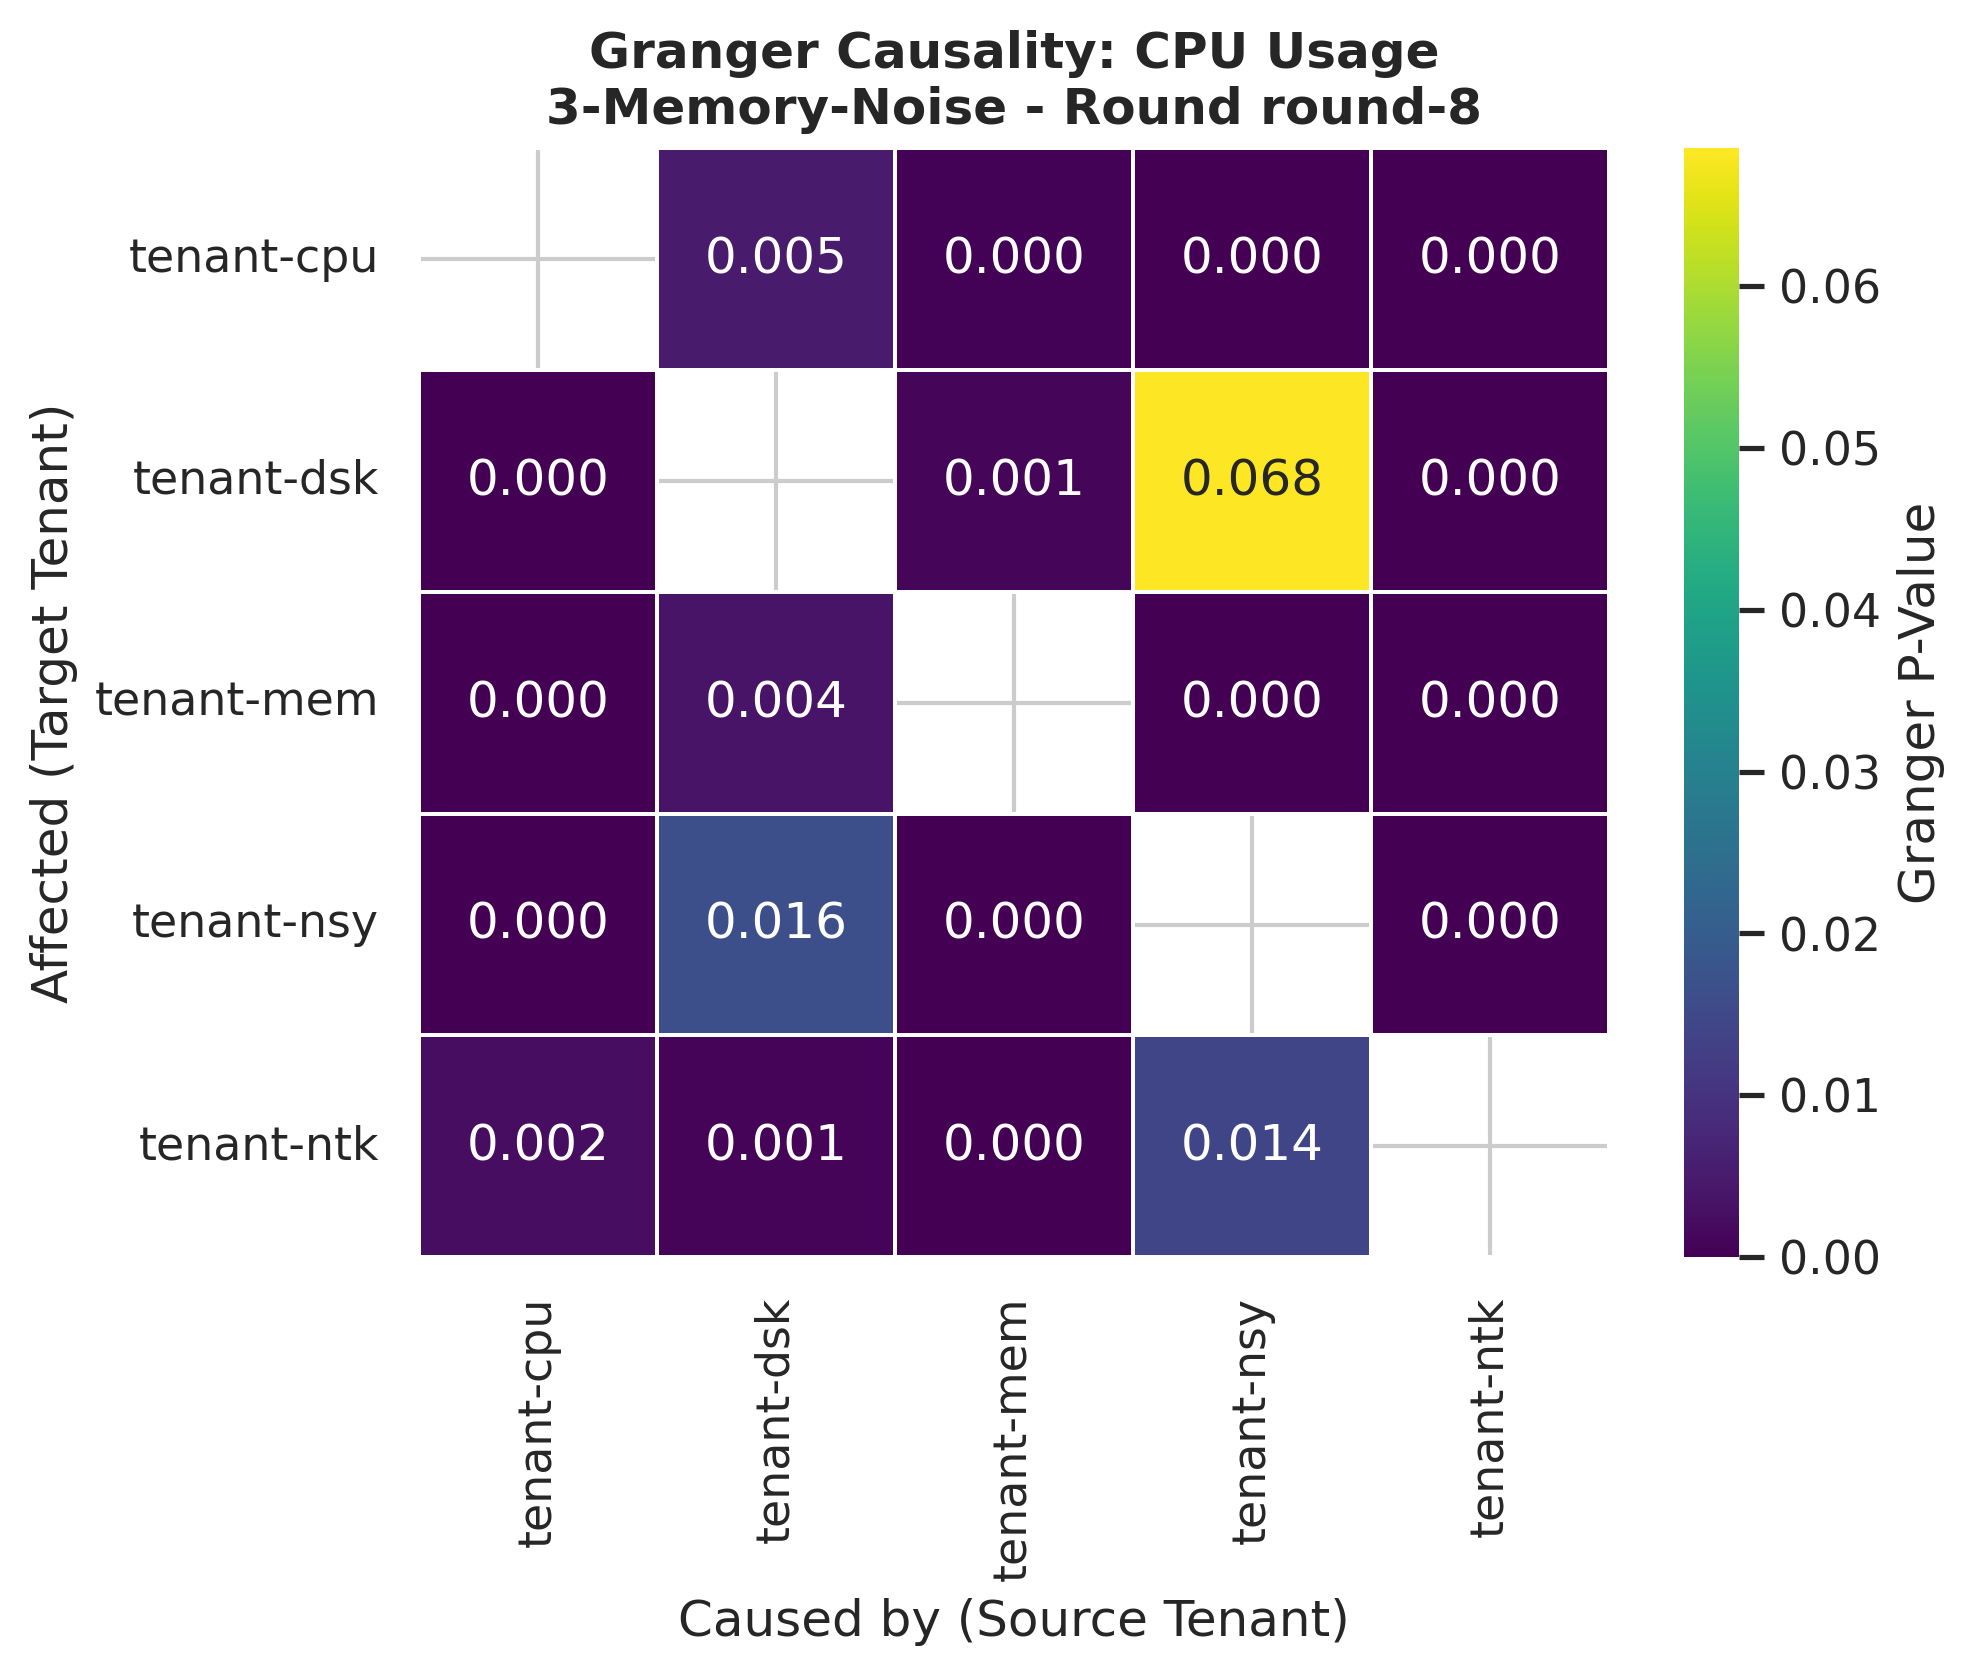 Granger Causality: CPU Usage
3-Memory-Noise - Round round-8
Affected (Target Tenant)
tenant-cpu
0.005
0.000
0.000
0.000
tenant-dsk
0.000
0.001
0.068
0.000
tenant-mem
0.000
0.004
0.000
0.000
tenant-nsy
0.000
0.016
0.000
0.000
tenant-ntk
0.002
0.001
0.000
0.014
tenant-cpu
tenant-dsk
tenant-mem
tenant-nsy
tenant-ntk
Caused by (Source Tenant)
0.06
0.05
0.04
0.03
0.02
0.01
0.00
Granger P-Value